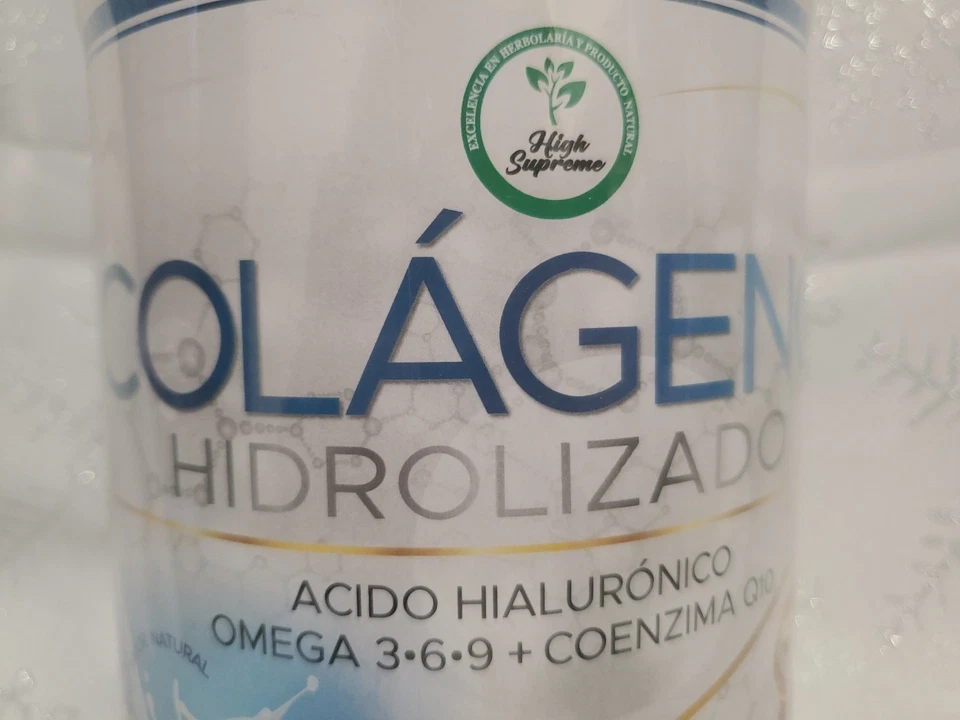 EXCELENCIA EN HERBOLARÍA Y PRODUCTO NATURAL
High
Supreme
COLÁGEN
HIDROLIZADO
ACIDO HIALURÓNICO
OMEGA 3•6•9 + COENZIMA Q10
NATURAL